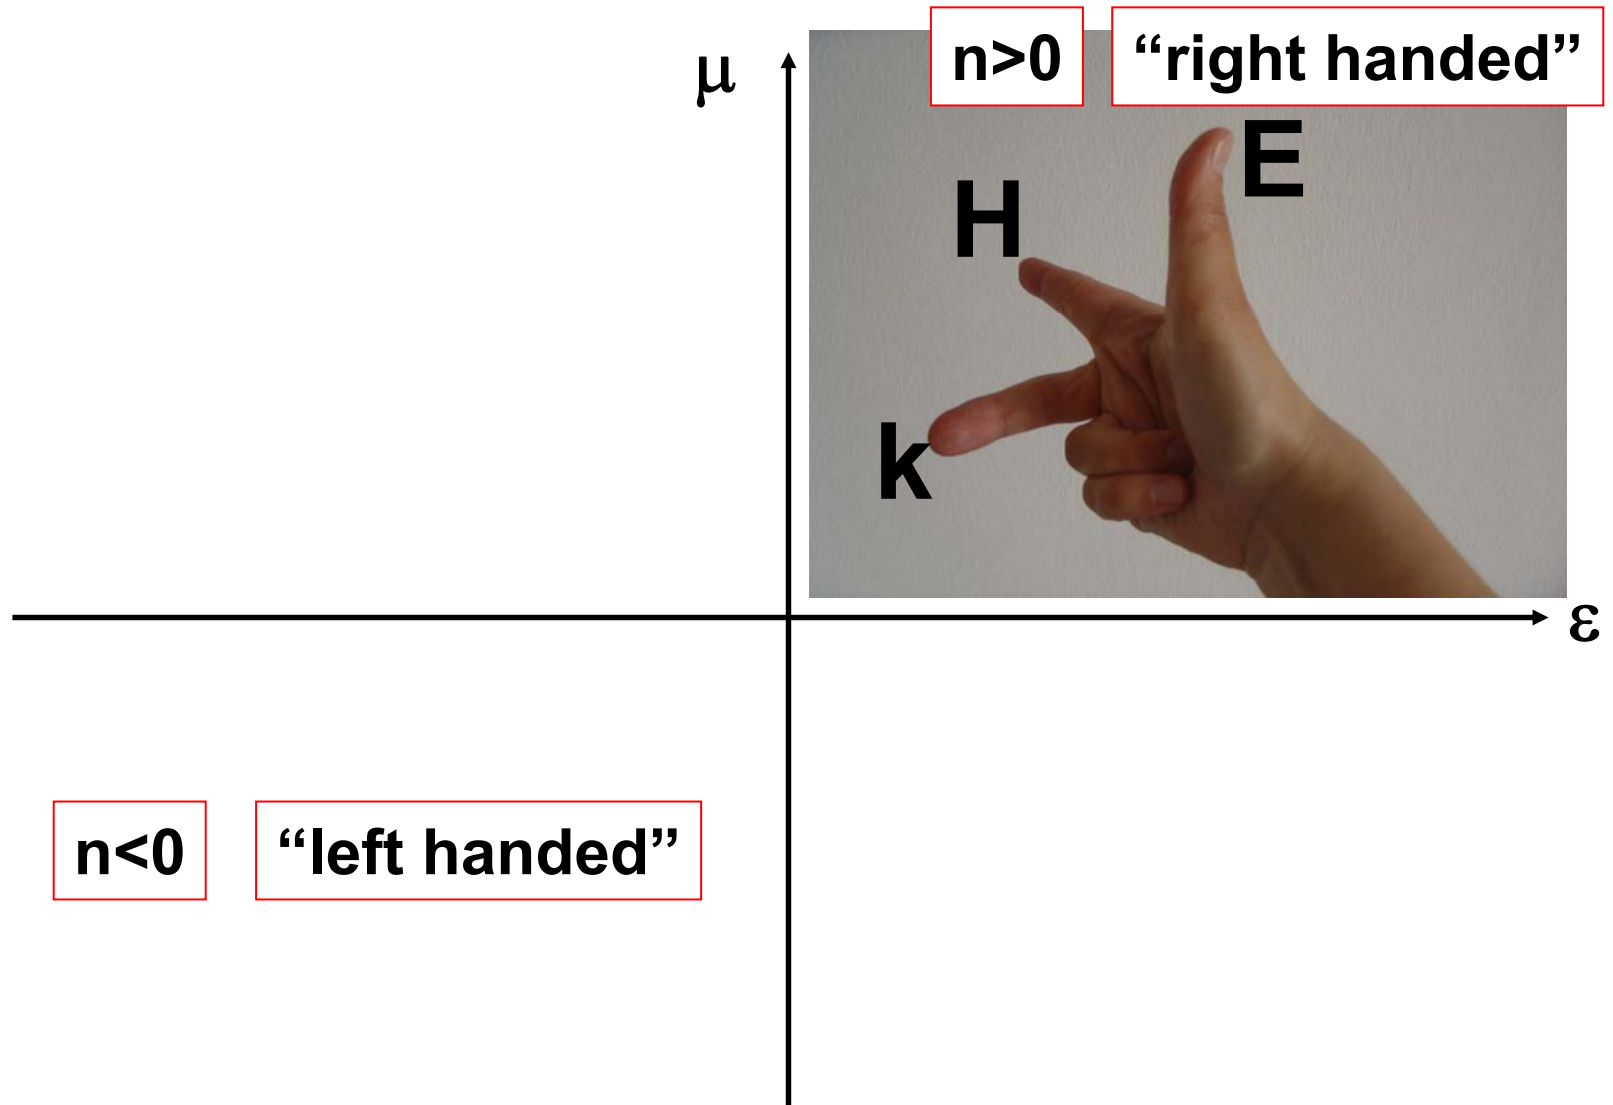 n>0
“right handed”
μ
E
H
k
ε
n<0
“left handed”